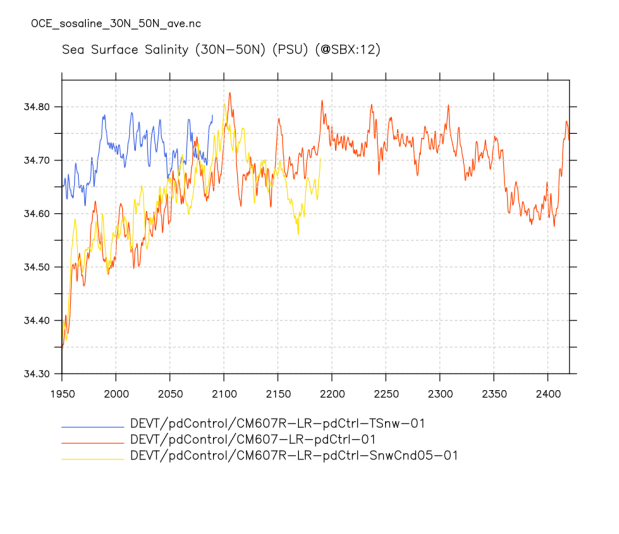 OCE_sosaline_30N_50N_ave.nc
Sea Surface Salinity (30N-50N) (PSU) (@SBX:12)
34.80
34.70
34.60
34.50
34.40
34.30
1950 2000 2050 2100 2150 2200 2250 2300 2350 2400
DEVT/pdControl/CM607R-LR-pdCtrl-TSnw-01
DEVT/pdControl/CM607-LR-pdCtrl-01
DEVT/pdControl/CM607R-LR-pdCtrl-SnwCnd05-01